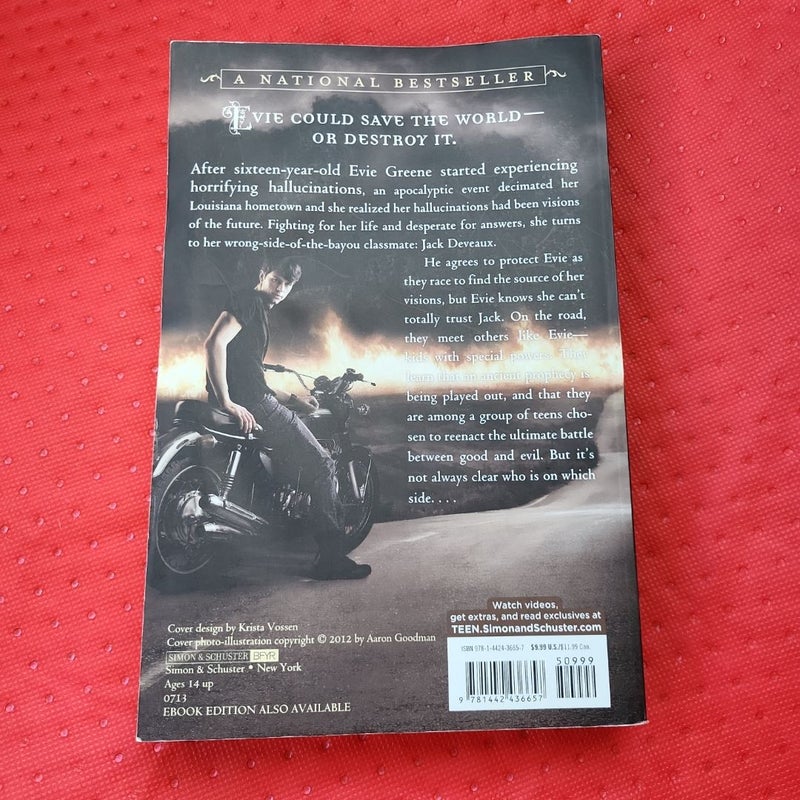 A NATIONAL BESTSELLER
EVIE COULD SAVE THE WORLD—
OR DESTROY IT.
After sixteen-year-old Evie Greene started experiencing
horrifying hallucinations, an apocalyptic event decimated her
Louisiana hometown and she realized her hallucinations had been visions
of the future. Fighting for her life and desperate for answers, she turns
to her wrong-side-of-the-bayou classmate: Jack Deveaux.
He agrees to protect Evie as
they race to find the source of her
visions, but Evie knows she can't
totally trust Jack. On the road,
they meet others like Evie—
kids with special powers. They
learn that an ancient prophecy is
being played out, and that they
are among a group of teens cho-
sen to reenact the ultimate battle
between good and evil. But it's
not always clear who is on which
side. . . .
Watch videos,
get extras, and read exclusives at
TEEN.SimonandSchuster.com
Cover design by Krista Vossen
Cover photo-illustration copyright © 2012 by Aaron Goodman
SIMON & SCHUSTER BFYR
Simon & Schuster • New York
Ages 14 up
0713
EBOOK EDITION ALSO AVAILABLE
ISBN 978-1-4424-3665-7 $9.99 U.S./$11.99 Can.
50999
9 781442 436657